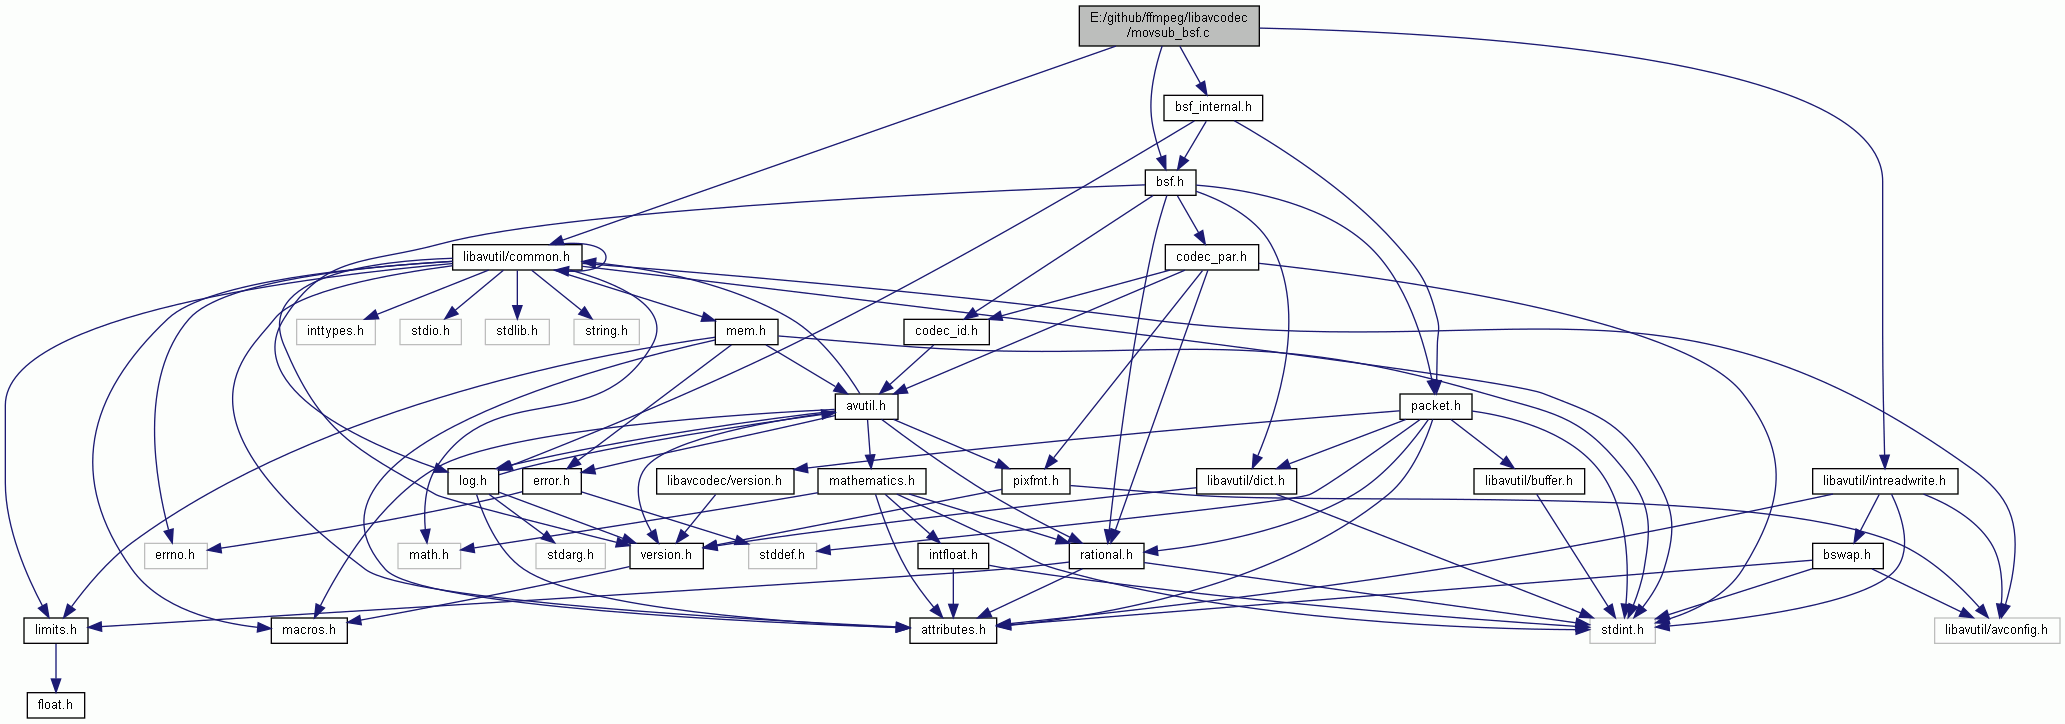 E:/github/ffmpeg/libavcodec
/movsub_bsf.c
bsf_internal.h
bsf.h
libavutil/common.h
codec_par.h
inttypes.h
stdio.h
stdlib.h
string.h
mem.h
codec_id.h
avutil.h
packet.h
log.h
error.h
libavcodec/version.h
mathematics.h
pixfmt.h
libavutil/dict.h
libavutil/buffer.h
libavutil/intreadwrite.h
errno.h
math.h
stdarg.h
version.h
stddef.h
intfloat.h
rational.h
bswap.h
limits.h
macros.h
attributes.h
stdint.h
libavutil/avconfig.h
float.h